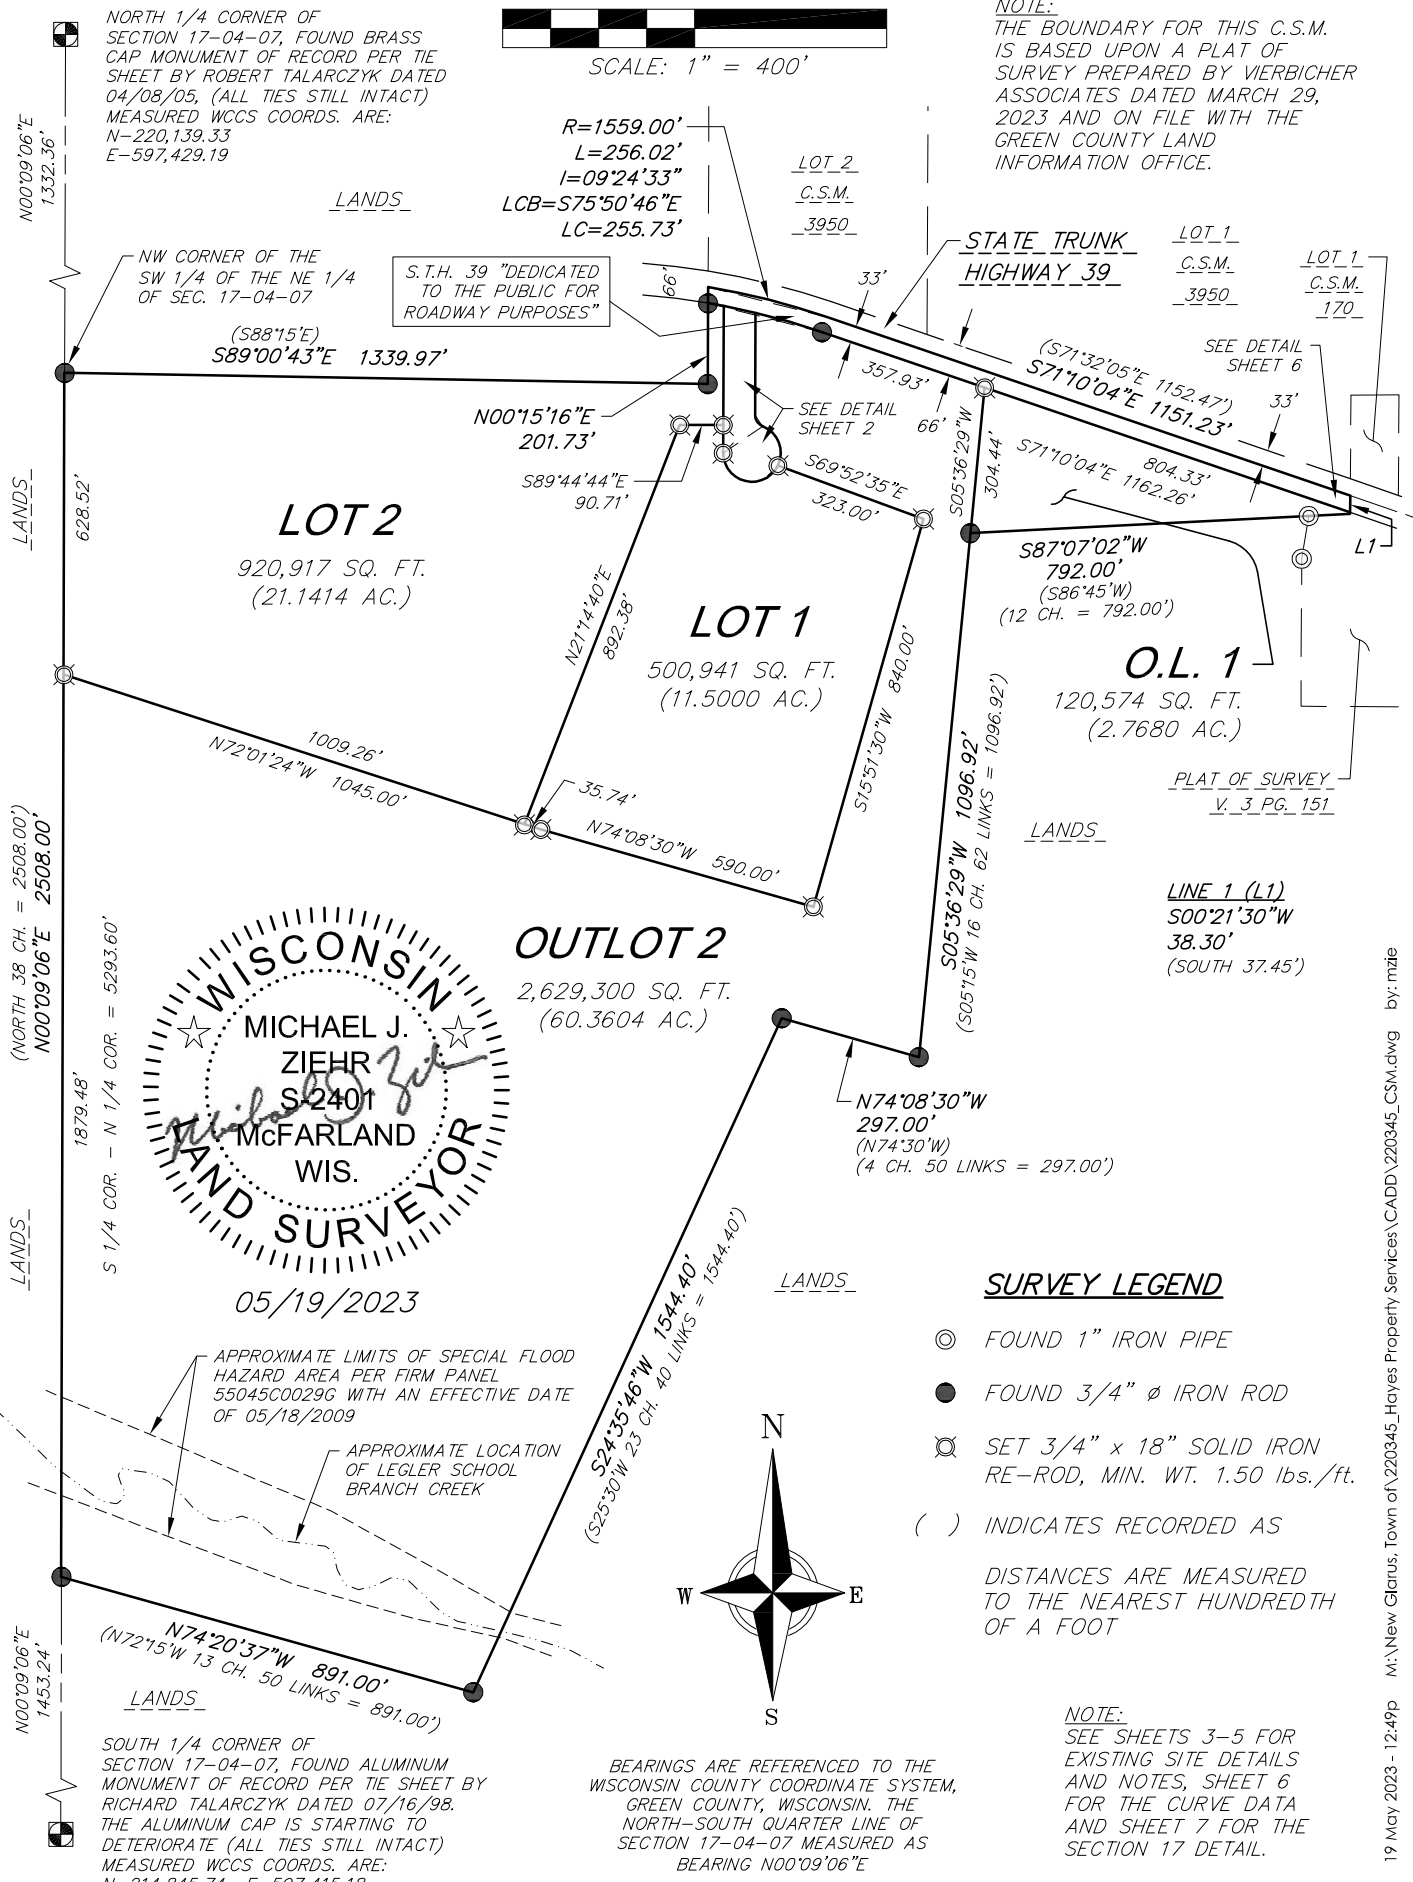 NORTH 1/4 CORNER OF
SECTION 17-04-07, FOUND BRASS
CAP MONUMENT OF RECORD PER TIE
SHEET BY ROBERT TALARCZYK DATED
04/08/05, (ALL TIES STILL INTACT)
MEASURED WCCS COORDS. ARE:
N-220,139.33
E-597,429.19
SCALE: 1" = 400'
NOTE:
THE BOUNDARY FOR THIS C.S.M.
IS BASED UPON A PLAT OF
SURVEY PREPARED BY VIERBICHER
ASSOCIATES DATED MARCH 29,
2023 AND ON FILE WITH THE
GREEN COUNTY LAND
INFORMATION OFFICE.
N00°09'06"E
1332.36'
R=1559.00'
L=256.02'
I=09°24'33"
LCB=S75°50'46"E
LC=255.73'
LOT 2
C.S.M.
3950
LANDS
STATE TRUNK
HIGHWAY 39
LOT 1
C.S.M.
3950
LOT 1
C.S.M.
170
NW CORNER OF THE
SW 1/4 OF THE NE 1/4
OF SEC. 17-04-07
S.T.H. 39 "DEDICATED
TO THE PUBLIC FOR
ROADWAY PURPOSES"
66'
33'
(S88°15'E)
S89°00'43"E 1339.97'
357.93'
(S71°32'05"E 1152.47')
S71°10'04"E 1151.23'
SEE DETAIL
SHEET 6
33'
N00°15'16"E
201.73'
SEE DETAIL
SHEET 2
66'
S05°36'29"W
304.44'
804.33'
S71°10'04"E 1162.26'
S89°44'44"E
90.71'
S69°52'35"E
323.00'
LANDS
628.52'
LOT 2
920,917 SQ. FT.
(21.1414 AC.)
N21°14'40"E
892.38'
LOT 1
500,941 SQ. FT.
(11.5000 AC.)
S15°51'30"W 840.00'
S87°07'02"W
792.00'
(S86°45'W)
(12 CH. = 792.00')
L1
O.L. 1
120,574 SQ. FT.
(2.7680 AC.)
1009.26'
N72°01'24"W 1045.00'
35.74'
N74°08'30"W 590.00'
S05°36'29"W 1096.92'
(S05°15'W 16 CH. 62 LINKS = 1096.92')
PLAT OF SURVEY
V. 3 PG. 151
LANDS
LINE 1 (L1)
S00°21'30"W
38.30'
(SOUTH 37.45')
(NORTH 38 CH. = 2508.00')
N00°09'06"E 2508.00'
1879.48'
S 1/4 COR. - N 1/4 COR. = 5293.60'
OUTLOT 2
2,629,300 SQ. FT.
(60.3604 AC.)
WISCONSIN
MICHAEL J.
ZIEHR
S-2401
McFARLAND
WIS.
LAND SURVEYOR
05/19/2023
N74°08'30"W
297.00'
(N74°30'W)
(4 CH. 50 LINKS = 297.00')
LANDS
S24°35'46"W 1544.40'
(S25°30'W 23 CH. 40 LINKS = 1544.40')
LANDS
SURVEY LEGEND
FOUND 1" IRON PIPE
FOUND 3/4" ø IRON ROD
SET 3/4" x 18" SOLID IRON
RE-ROD, MIN. WT. 1.50 lbs./ft.
( ) INDICATES RECORDED AS
DISTANCES ARE MEASURED
TO THE NEAREST HUNDREDTH
OF A FOOT
APPROXIMATE LIMITS OF SPECIAL FLOOD
HAZARD AREA PER FIRM PANEL
55045C0029G WITH AN EFFECTIVE DATE
OF 05/18/2009
APPROXIMATE LOCATION
OF LEGLER SCHOOL
BRANCH CREEK
N
W
E
S
N74°20'37"W 891.00'
(N72°15'W 13 CH. 50 LINKS = 891.00')
N00°09'06"E
1453.24'
LANDS
SOUTH 1/4 CORNER OF
SECTION 17-04-07, FOUND ALUMINUM
MONUMENT OF RECORD PER TIE SHEET BY
RICHARD TALARCZYK DATED 07/16/98.
THE ALUMINUM CAP IS STARTING TO
DETERIORATE (ALL TIES STILL INTACT)
MEASURED WCCS COORDS. ARE:
BEARINGS ARE REFERENCED TO THE
WISCONSIN COUNTY COORDINATE SYSTEM,
GREEN COUNTY, WISCONSIN. THE
NORTH-SOUTH QUARTER LINE OF
SECTION 17-04-07 MEASURED AS
BEARING N00°09'06"E
NOTE:
SEE SHEETS 3-5 FOR
EXISTING SITE DETAILS
AND NOTES, SHEET 6
FOR THE CURVE DATA
AND SHEET 7 FOR THE
SECTION 17 DETAIL.
19 May 2023 - 12:49p M:\New Glarus, Town of\220345_Hayes Property Services\CADD\220345_CSM.dwg by: mzie